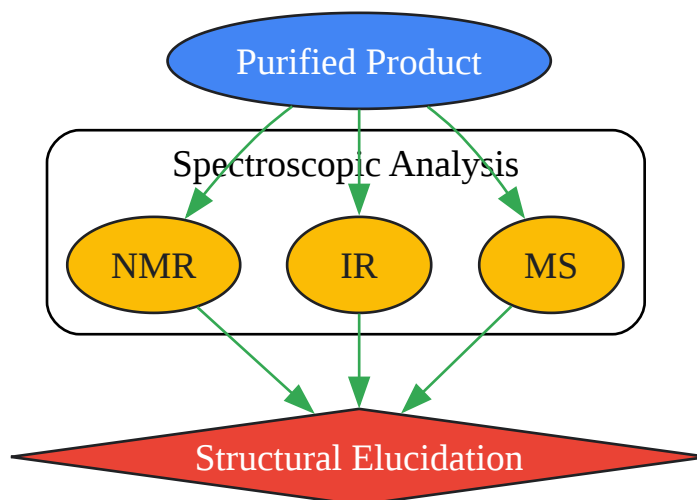 Purified Product
Spectroscopic Analysis
NMR IR MS
Structural Elucidation